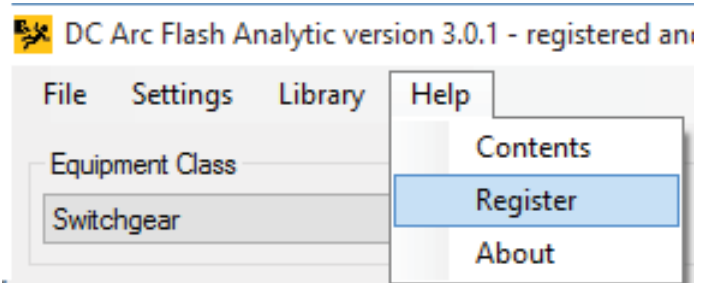 DC Arc Flash Analytic version 3.0.1 - registered
File Settings Library Help
Contents
Equipment Class
Register
Switchgear
About